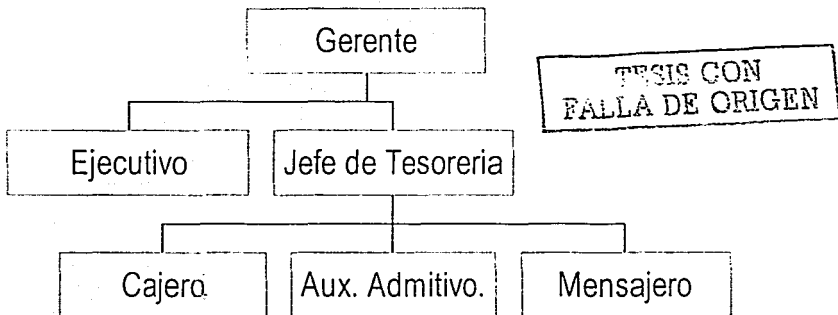 Gerente
TESIS CON
FALLA DE ORIGEN
Ejecutivo
Jefe de Tesoreria
Cajero
Aux. Admitivo.
Mensajero